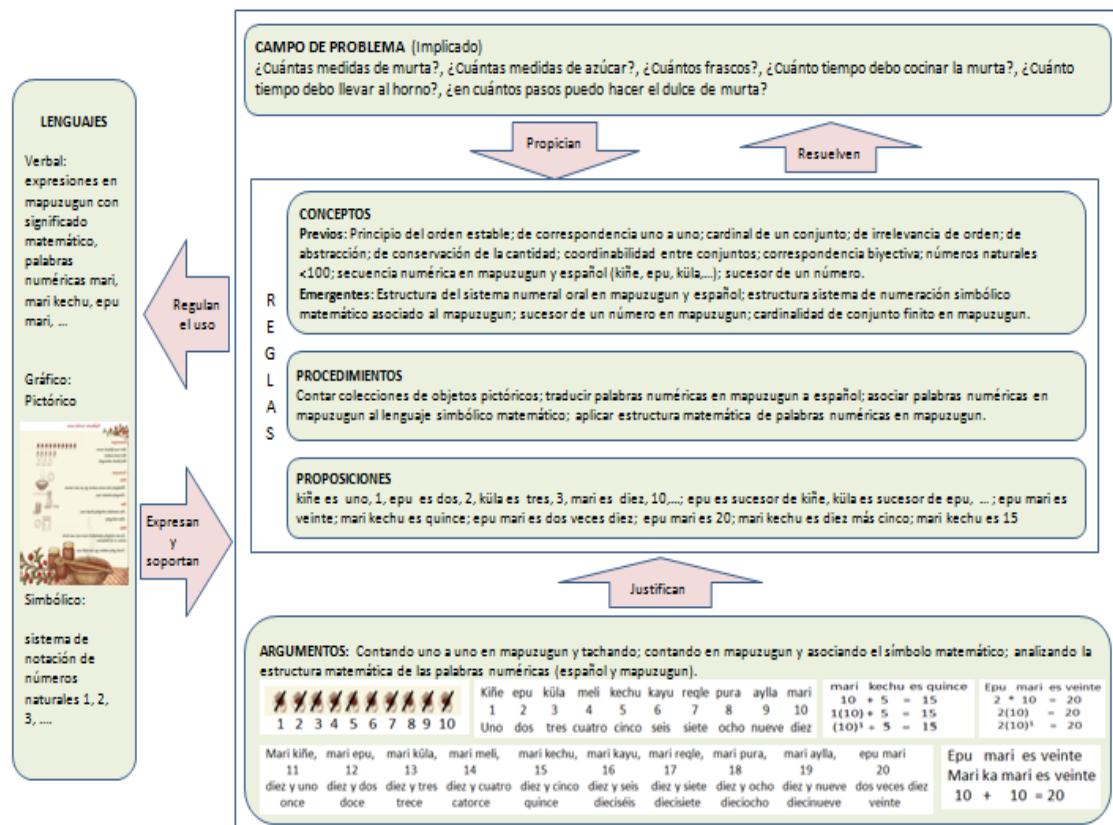 CAMPO DE PROBLEMA (Implicado)
¿Cuántas medidas de murta?, ¿Cuántas medidas de azúcar?, ¿Cuántos frascos?, ¿Cuánto tiempo debo cocinar la murta?, ¿Cuánto
tiempo debo llevar al horno?, ¿en cuántos pasos puedo hacer el dulce de murta?
Propician
Resuelven
LENGUAJES
Verbal:
expresiones en
mapuzugun con
significado
matemático,
palabras
numéricas mari,
mari kechu, epu
mari, ...
Gráfico:
Pictórico
Simbólico:
sistema de
notación de
números
naturales 1, 2,
3, ....
Regulan
el uso
Expresan
y
soportan
R
E
G
L
A
S
CONCEPTOS
Previos: Principio del orden estable; de correspondencia uno a uno; cardinal de un conjunto; de irrelevancia de orden; de
abstracción; de conservación de la cantidad; coordinabilidad entre conjuntos; correspondencia biyectiva; números naturales
<100; secuencia numérica en mapuzugun y español (kiñe, epu, küla,...); sucesor de un número.
Emergentes: Estructura del sistema numeral oral en mapuzugun y español; estructura sistema de numeración simbólico
matemático asociado al mapuzugun; sucesor de un número en mapuzugun; cardinalidad de conjunto finito en mapuzugun.
PROCEDIMIENTOS
Contar colecciones de objetos pictóricos; traducir palabras numéricas en mapuzugun a español; asociar palabras numéricas en
mapuzugun al lenguaje simbólico matemático; aplicar estructura matemática de palabras numéricas en mapuzugun.
PROPOSICIONES
kiñe es uno, 1, epu es dos, 2, küla es tres, 3, mari es diez, 10,...; epu es sucesor de kiñe, küla es sucesor de epu, ... ; epu mari es
veinte; mari kechu es quince; epu mari es dos veces diez; epu mari es 20; mari kechu es diez más cinco; mari kechu es 15
Justifican
ARGUMENTOS: Contando uno a uno en mapuzugun y tachando; contando en mapuzugun y asociando el símbolo matemático; analizando la
estructura matemática de las palabras numéricas (español y mapuzugun).
1 2 3 4 5 6 7 8 9 10
Kiñe epu küla meli kechu kayu reqle pura aylla mari
1 2 3 4 5 6 7 8 9 10
Uno dos tres cuatro cinco seis siete ocho nueve diez
mari kechu es quince
10 + 5 = 15
1(10) + 5 = 15
(10)¹ + 5 = 15
Epu mari es veinte
2 * 10 = 20
2(10) = 20
2(10)¹ = 20
Mari kiñe, mari epu, mari küla, mari meli, mari kechu, mari kayu, mari reqle, mari pura, mari aylla, epu mari
11 12 13 14 15 16 17 18 19 20
diez y uno diez y dos diez y tres diez y cuatro diez y cinco diez y seis diez y siete diez y ocho diez y nueve dos veces diez
once doce trece catorce quince dieciséis diecisiete dieciocho diecinueve veinte
Epu mari es veinte
Mari ka mari es veinte
10 + 10 = 20